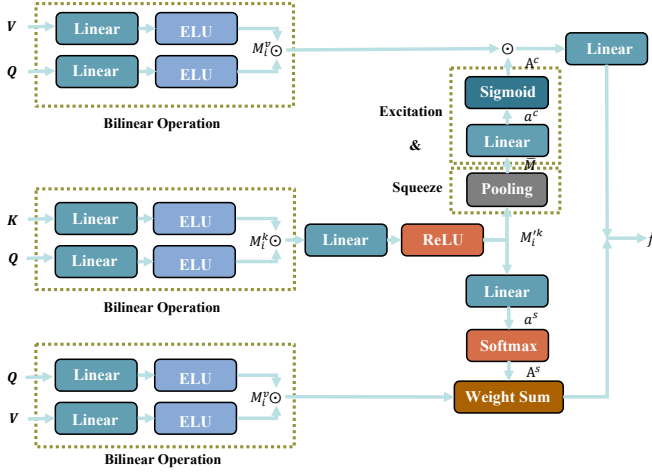 V Linear ELU
M_i^v ⊙ ⊙ Linear
Q Linear ELU
Bilinear Operation
A^c
Sigmoid
Excitation a^c
& Linear
M̅
Squeeze Pooling
K Linear ELU
M_i^k ⊙ Linear ReLU M_i'^k
Q Linear ELU
Bilinear Operation
j
Linear
a^s
Softmax
A^s
Q Linear ELU
M_i^v ⊙ Weight Sum
V Linear ELU
Bilinear Operation